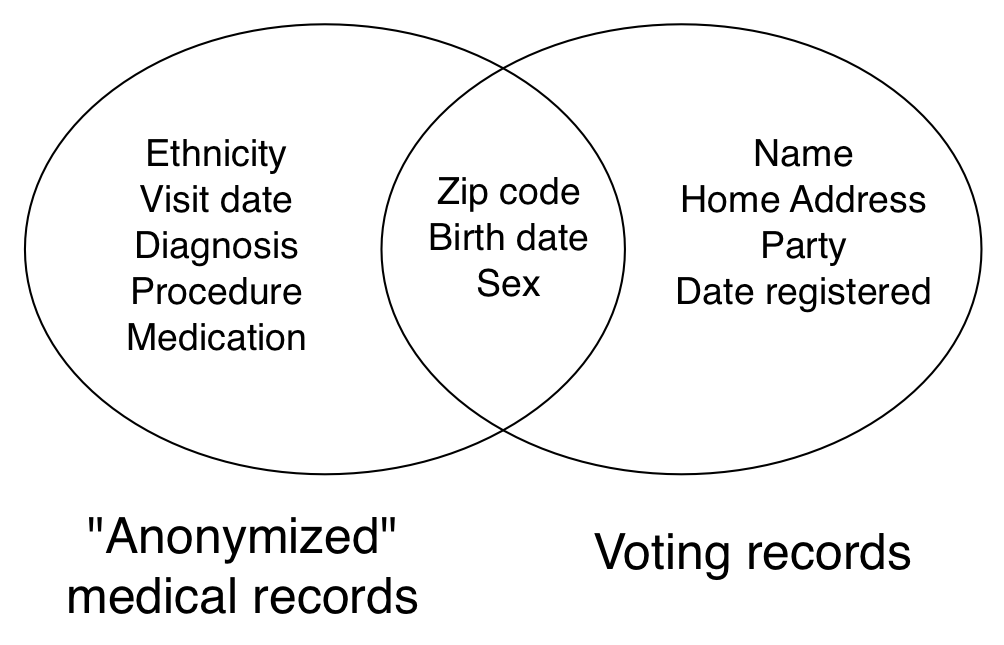 Ethnicity
Visit date
Diagnosis
Procedure
Medication
Zip code
Birth date
Sex
Name
Home Address
Party
Date registered
"Anonymized"
medical records
Voting records